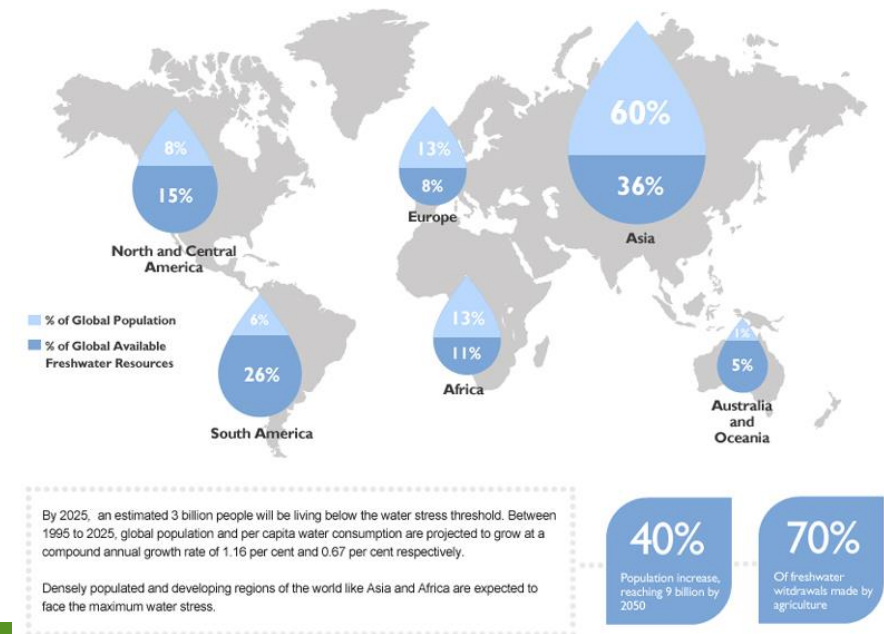 60%
36%
Asia
8%
15%
North and Central
America
13%
8%
Europe
% of Global Population
% of Global Available
Freshwater Resources
6%
26%
South America
13%
11%
Africa
1%
5%
Australia
and
Oceania
By 2025, an estimated 3 billion people will be living below the water stress threshold. Between
1995 to 2025, global population and per capita water consumption are projected to grow at a
compound annual growth rate of 1.16 per cent and 0.67 per cent respectively.
Densely populated and developing regions of the world like Asia and Africa are expected to
face the maximum water stress.
40%
Population increase,
reaching 9 billion by
2050
70%
Of freshwater
witdrawals made by
agriculture